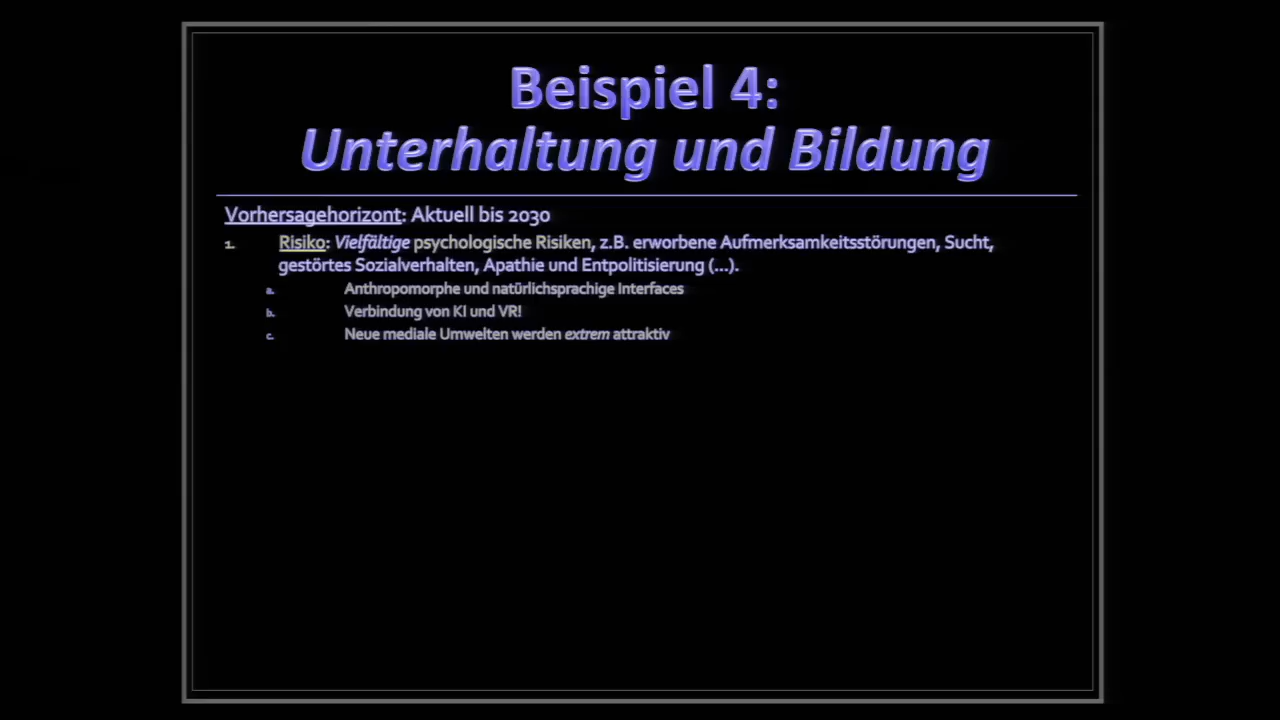 Beispiel 4:
Unterhaltung und Bildung
Vorhersagehorizont: Aktuell bis 2030
1. Risiko: Vielfältige psychologische Risiken, z.B. erworbene Aufmerksamkeitsstörungen, Sucht,
gestörtes Sozialverhalten, Apathie und Entpolitisierung (...).
a. Anthropomorphe und natürlichsprachige Interfaces
b. Verbindung von KI und VR!
c. Neue mediale Umwelten werden extrem attraktiv